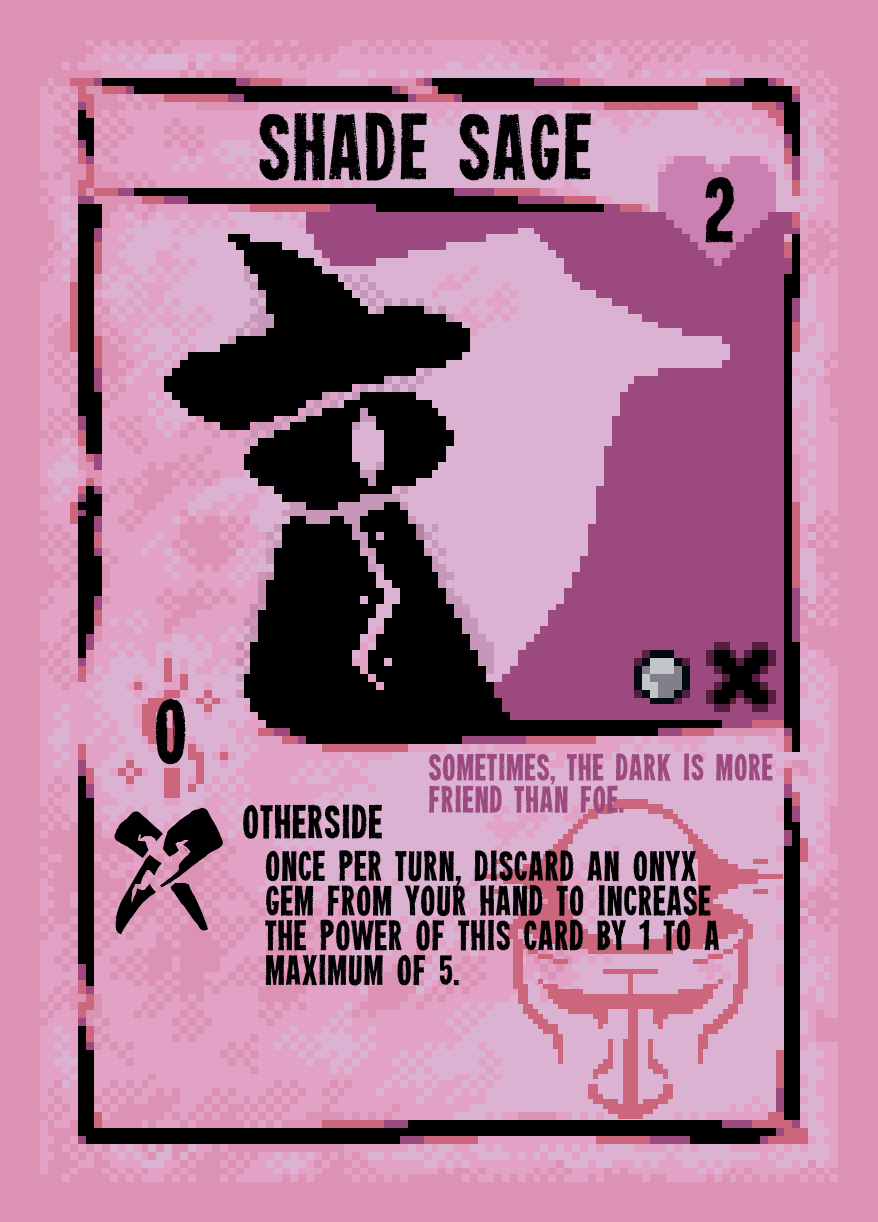 SHADE SAGE
2
0
SOMETIMES, THE DARK IS MORE
FRIEND THAN FOE.
OTHERSIDE
ONCE PER TURN, DISCARD AN ONYX
GEM FROM YOUR HAND TO INCREASE
THE POWER OF THIS CARD BY 1 TO A
MAXIMUM OF 5.